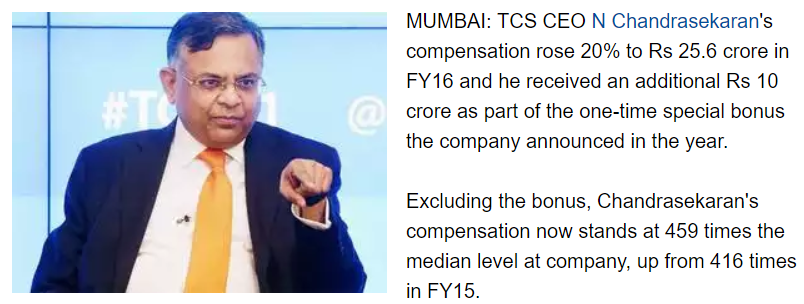 #TC
1
@
MUMBAI: TCS CEO N Chandrasekaran's
compensation rose 20% to Rs 25.6 crore in
FY16 and he received an additional Rs 10
crore as part of the one-time special bonus
the company announced in the year.
Excluding the bonus, Chandrasekaran's
compensation now stands at 459 times the
median level at company, up from 416 times
in FY15.